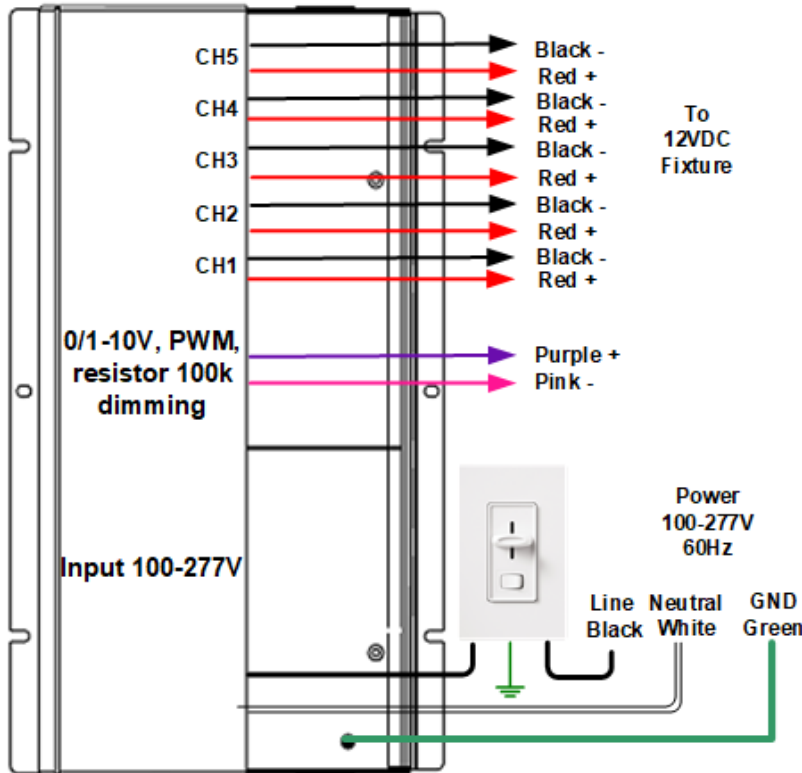 CH5
Black -
Red +
CH4
Black -
Red +
CH3
Black -
Red +
CH2
Black -
Red +
CH1
Black -
Red +
To
12VDC
Fixture
0/1-10V, PWM,
resistor 100k
dimming
Purple +
Pink -
Input 100-277V
Power
100-277V
60Hz
Line
Black
Neutral
White
GND
Green